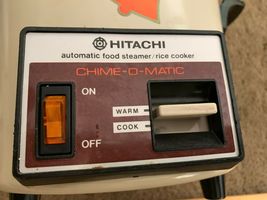 HITACHI
automatic food steamer/rice cooker
CHIME-O-MATIC
ON
WARM
COOK
OFF